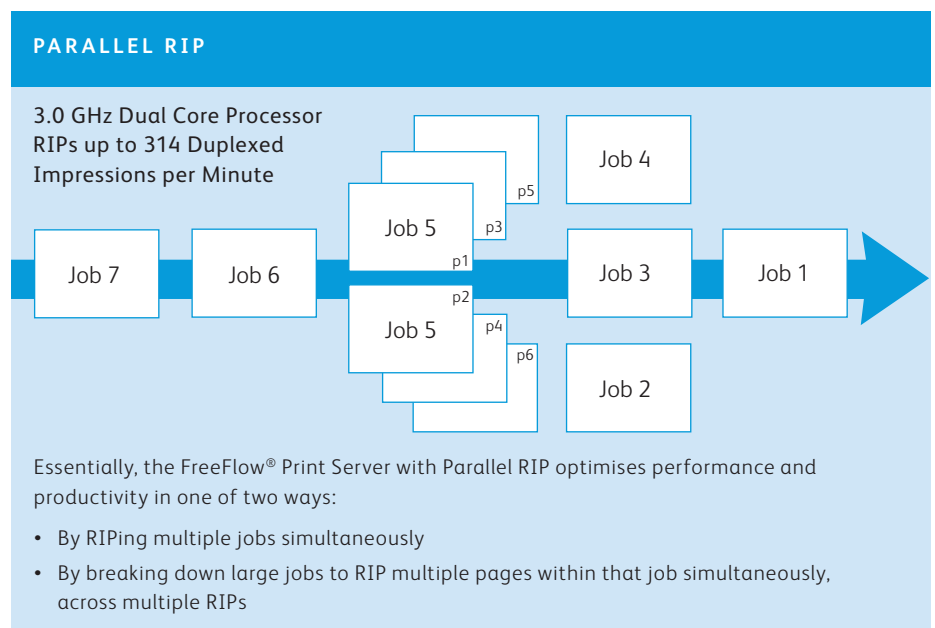 PARALLEL RIP
3.0 GHz Dual Core Processor
RIPs up to 314 Duplexed
Impressions per Minute
Job 7
Job 6
Job 5
p1
p3
p5
Job 5
p2
p4
p6
Job 4
Job 3
Job 2
Job 1
Essentially, the FreeFlow® Print Server with Parallel RIP optimises performance and
productivity in one of two ways:
• By RIPing multiple jobs simultaneously
• By breaking down large jobs to RIP multiple pages within that job simultaneously,
across multiple RIPs